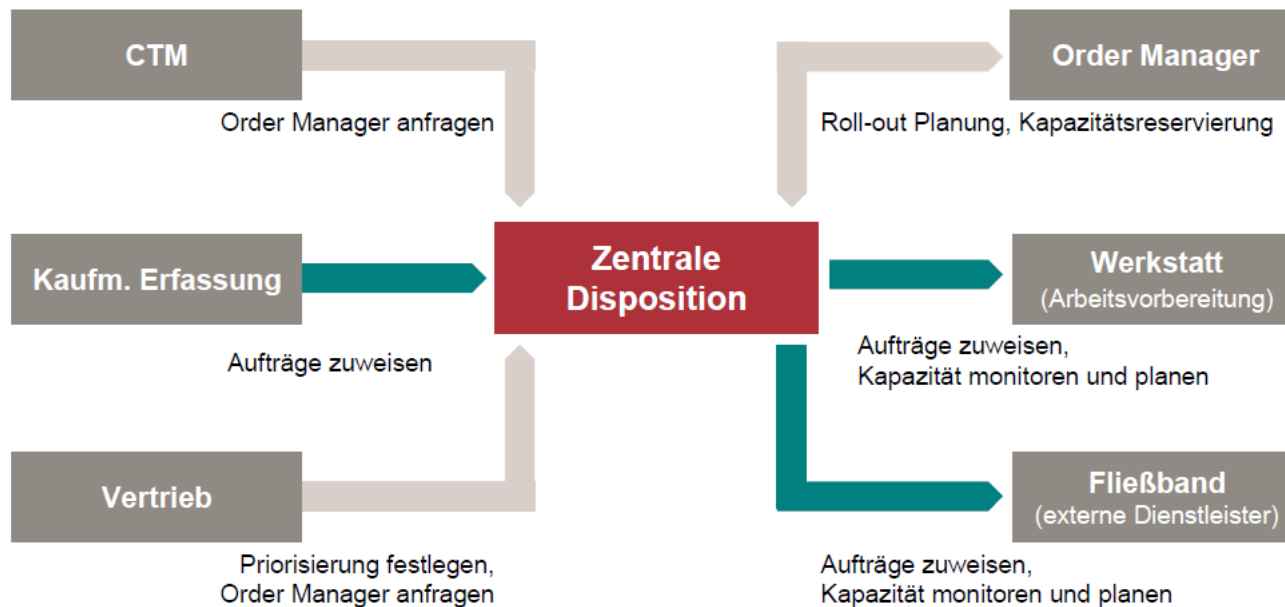 CTM
Order Manager anfragen
Order Manager
Roll-out Planung, Kapazitätsreservierung
Kaufm. Erfassung
Aufträge zuweisen
Zentrale
Disposition
Werkstatt
(Arbeitsvorbereitung)
Aufträge zuweisen,
Kapazität monitoren und planen
Vertrieb
Priorisierung festlegen,
Order Manager anfragen
Fließband
(externe Dienstleister)
Aufträge zuweisen,
Kapazität monitoren und planen